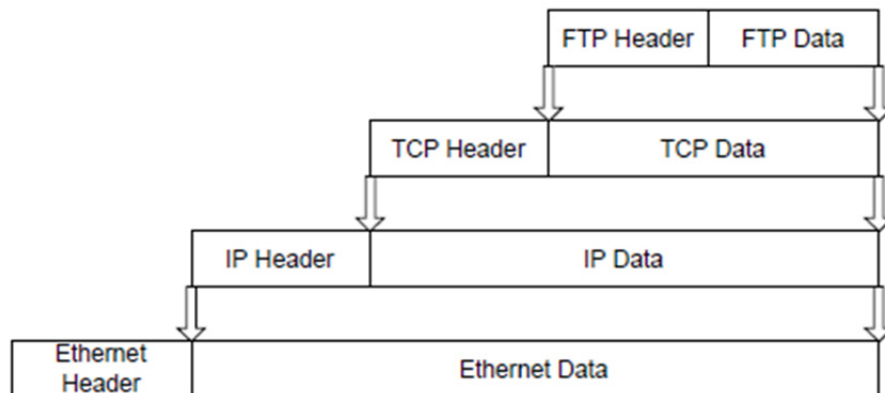 FTP Header FTP Data
TCP Header TCP Data
IP Header IP Data
Ethernet
Header
Ethernet Data